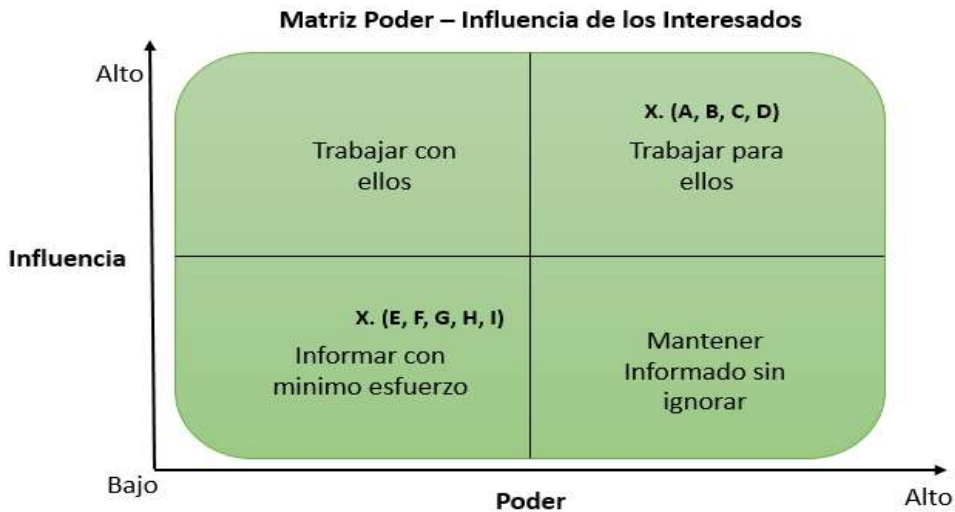 Matriz Poder – Influencia de los Interesados
Alto
X. (A, B, C, D)
Trabajar con
ellos
Trabajar para
ellos
Influencia
X. (E, F, G, H, I)
Informar con
minimo esfuerzo
Mantener
Informado sin
ignorar
Bajo
Poder
Alto